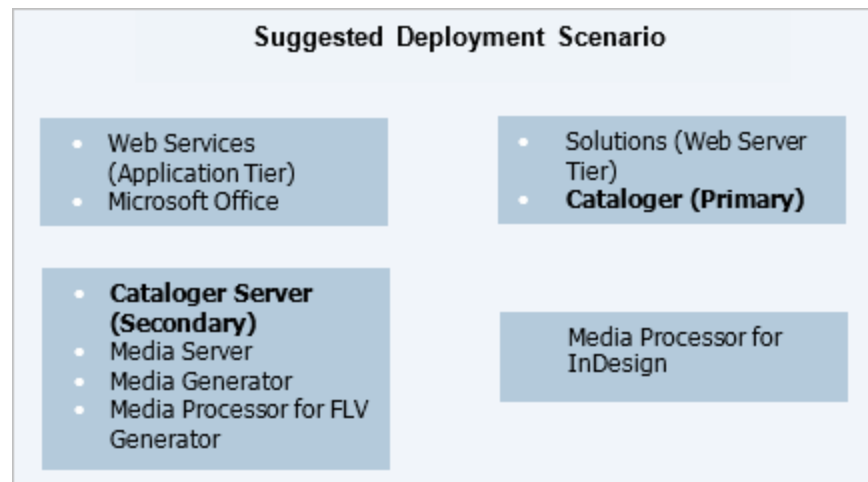 Suggested Deployment Scenario
Web Services
(Application Tier)
Microsoft Office
Solutions (Web Server
Tier)
Cataloger (Primary)
Cataloger Server
(Secondary)
Media Server
Media Generator
Media Processor for FLV
Generator
Media Processor for
InDesign